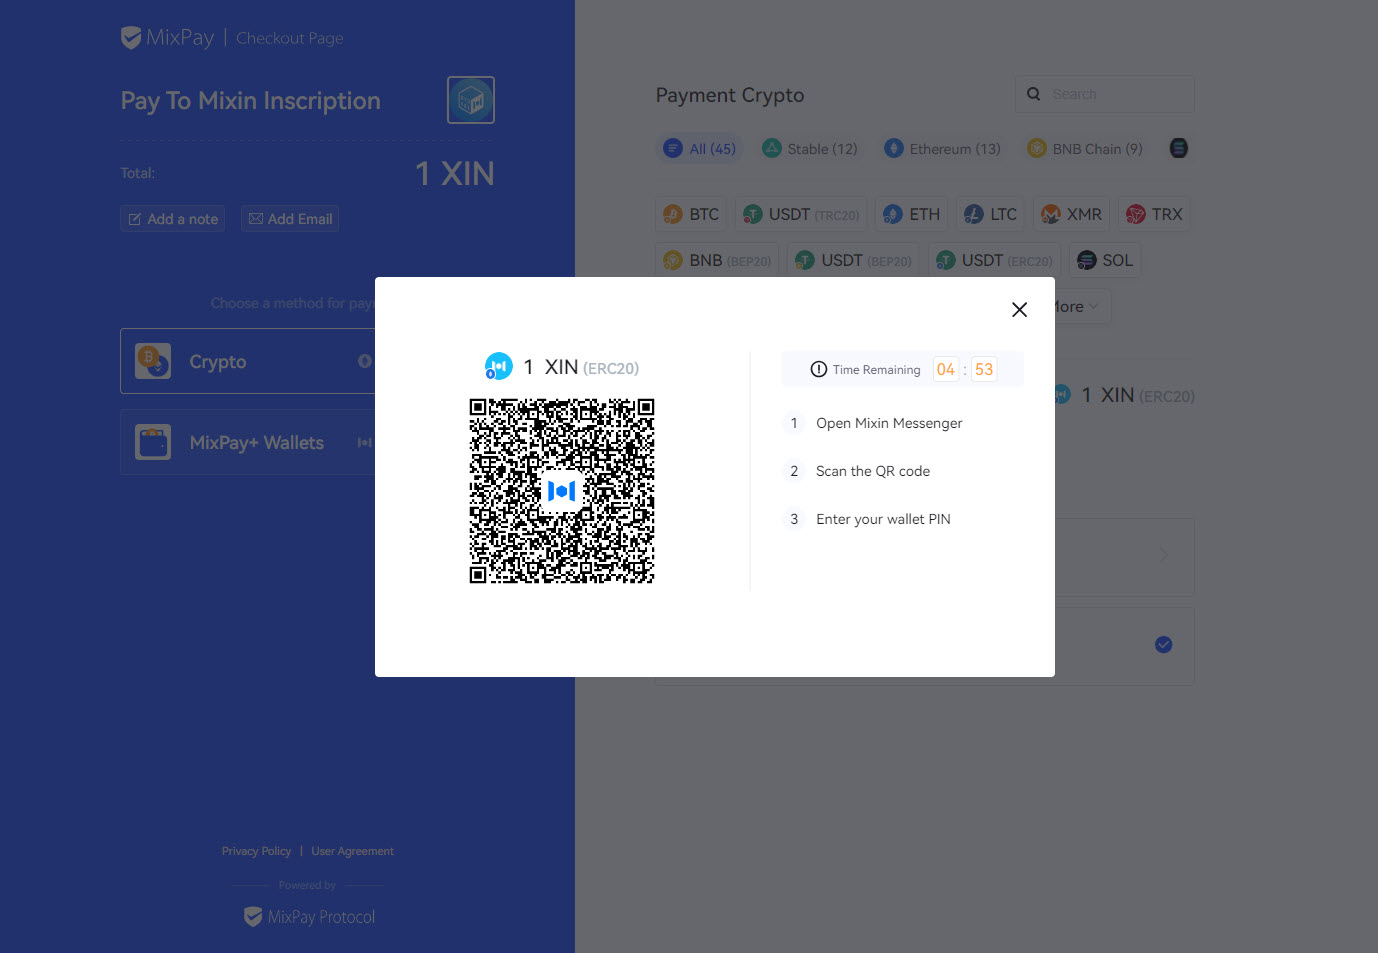 MixPay | Checkout Page
Pay To Mixin Inscription
Total:
1 XIN
Add a note
Add Email
Choose a method for
Crypto
MixPay+ Wallets
Privacy Policy | User Agreement
Powered by
MixPay Protocol
Payment Crypto
Search
All (45)
Stable (12)
Ethereum (13)
BNB Chain (9)
BTC
USDT (TRC20)
ETH
LTC
XMR
TRX
BNB (BEP20)
USDT (BEP20)
USDT (ERC20)
SOL
More
1 XIN (ERC20)
1 XIN (ERC20)
Time Remaining 04 : 53
1 Open Mixin Messenger
2 Scan the QR code
3 Enter your wallet PIN